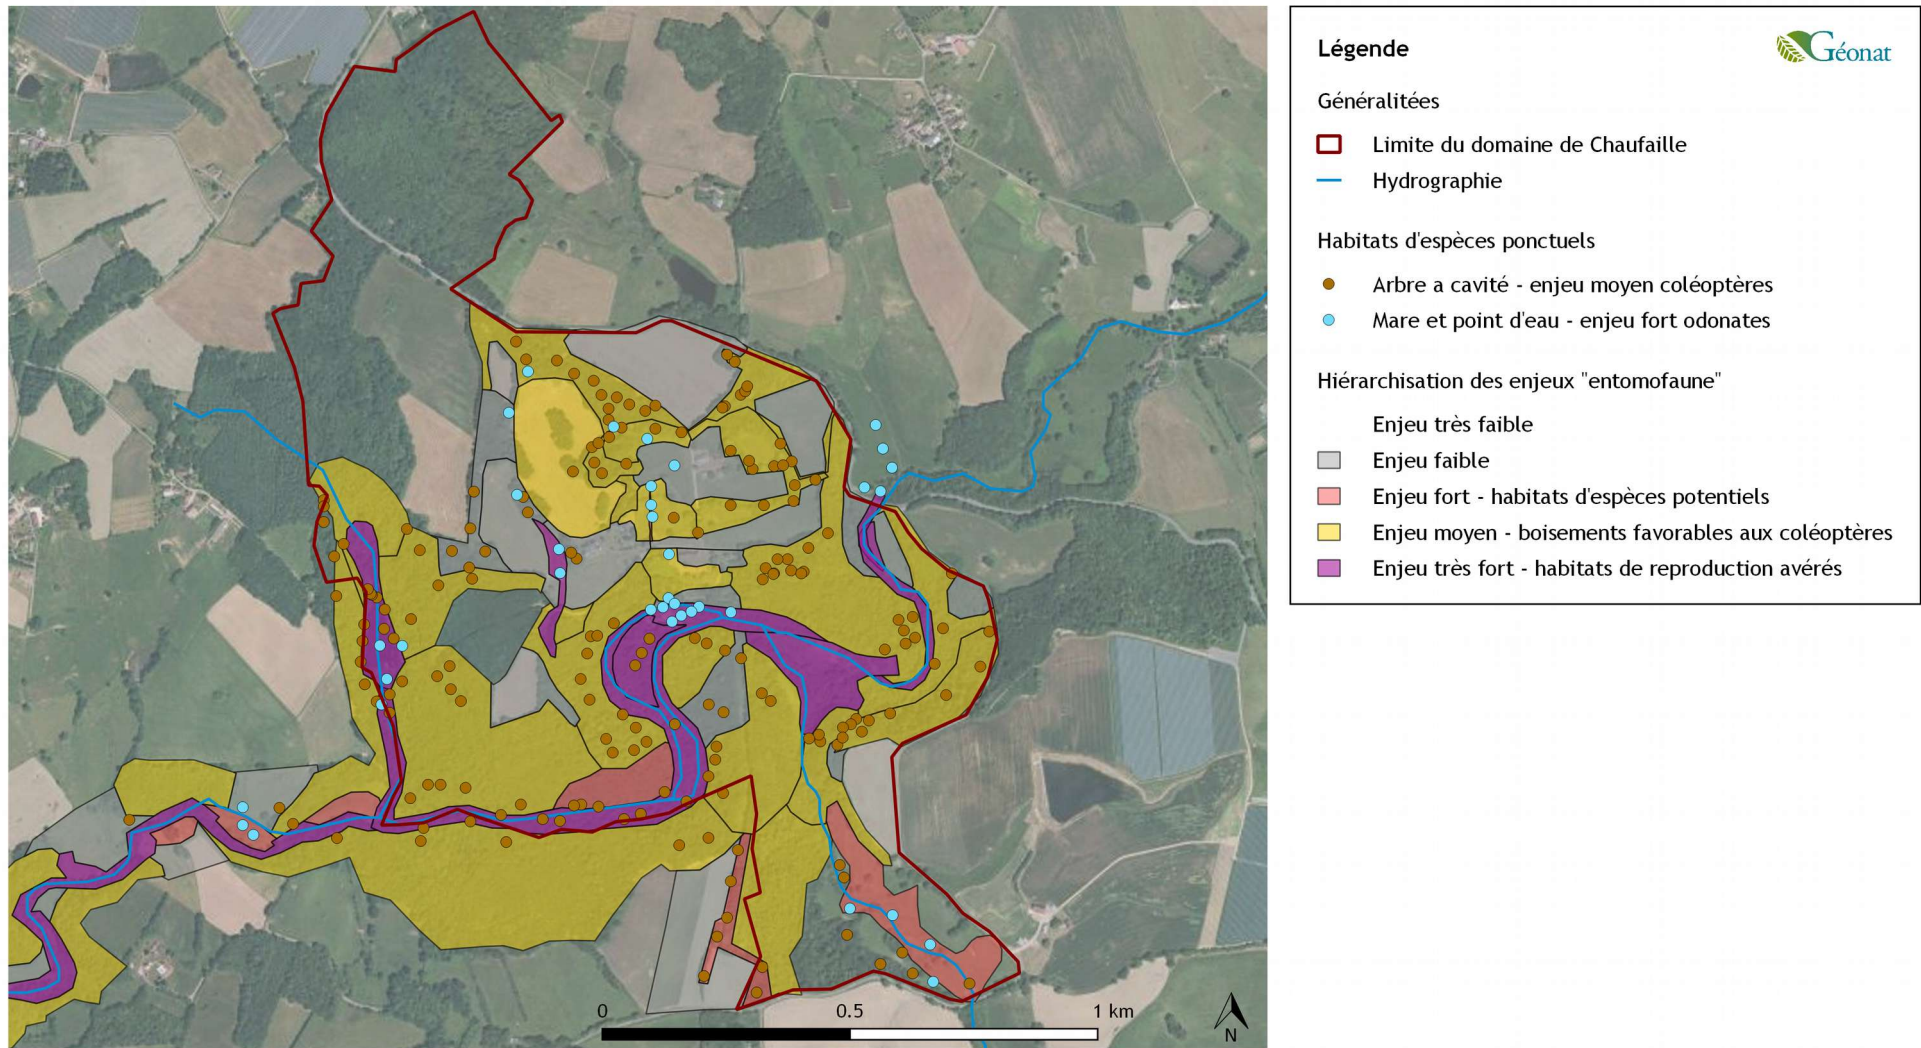 Légende
Géonat
Généralitées
Limite du domaine de Chaufaille
Hydrographie
Habitats d'espèces ponctuels
Arbre a cavité - enjeu moyen coléoptères
Mare et point d'eau - enjeu fort odonates
Hiérarchisation des enjeux "entomofaune"
Enjeu très faible
Enjeu faible
Enjeu fort - habitats d'espèces potentiels
Enjeu moyen - boisements favorables aux coléoptères
Enjeu très fort - habitats de reproduction avérés
0 0.5 1 km
N